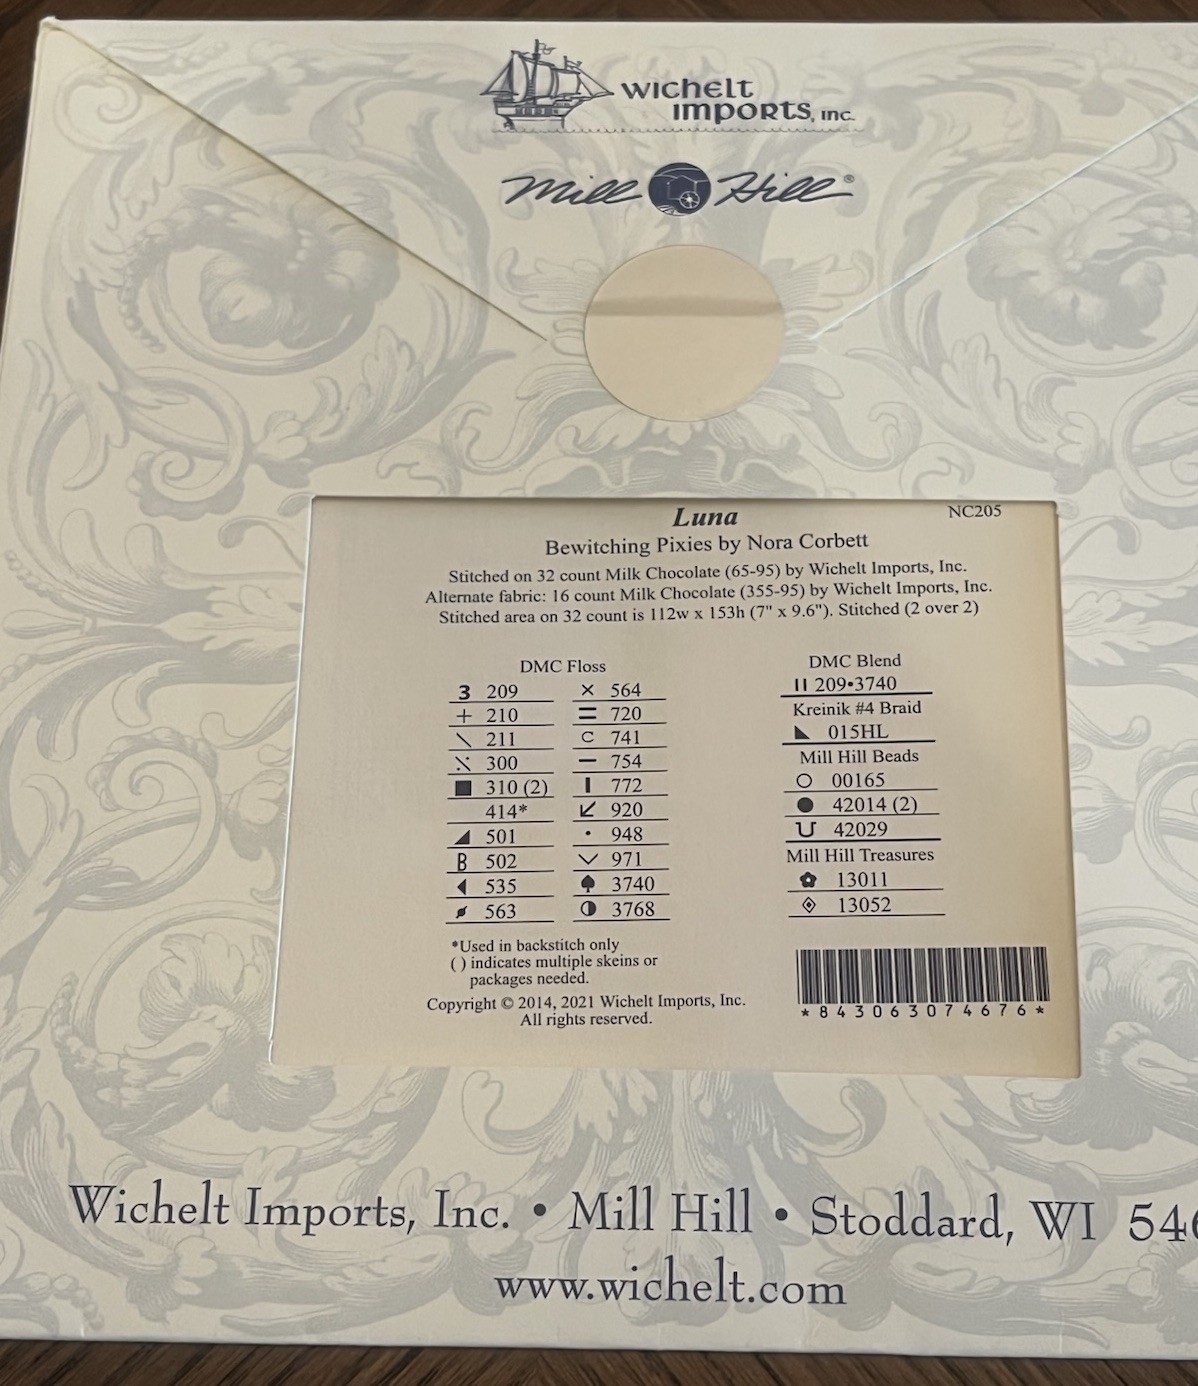 wichelt
imports, inc.
Mill Hill®
Luna
NC205
Bewitching Pixies by Nora Corbett
Stitched on 32 count Milk Chocolate (65-95) by Wichelt Imports, Inc.
Alternate fabric: 16 count Milk Chocolate (355-95) by Wichelt Imports, Inc.
Stitched area on 32 count is 112w x 153h (7" x 9.6"). Stitched (2 over 2)
DMC Floss
3 209
+ 210
\ 211
⁙ 300
■ 310 (2)
414*
◢ 501
B 502
◀ 535
563
× 564
= 720
C 741
– 754
I 772
↙ 920
• 948
∨ 971
♠ 3740
◑ 3768
DMC Blend
II 209•3740
Kreinik #4 Braid
◣ 015HL
Mill Hill Beads
○ 00165
● 42014 (2)
U 42029
Mill Hill Treasures
13011
◈ 13052
*Used in backstitch only
( ) indicates multiple skeins or
packages needed.
Copyright © 2014, 2021 Wichelt Imports, Inc.
All rights reserved.
*843063074676*
Wichelt Imports, Inc. • Mill Hill • Stoddard, WI 546
www.wichelt.com